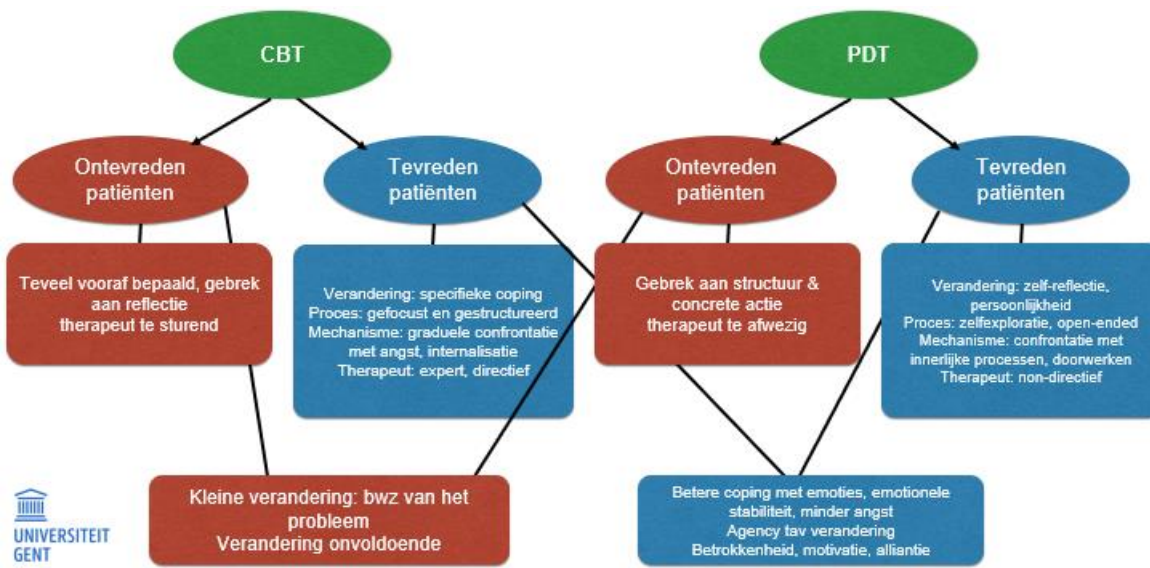 CBT
PDT
Ontevreden
patiënten
Tevreden
patiënten
Ontevreden
patiënten
Tevreden
patiënten
Teveel vooraf bepaald, gebrek
aan reflectie
therapeut te sturend
Verandering: specifieke coping
Proces: gefocust en gestructureerd
Mechanisme: graduele confrontatie
met angst, internalisatie
Therapeut: expert, directief
Gebrek aan structuur &
concrete actie
therapeut te afwezig
Verandering: zelf-reflectie,
persoonlijkheid
Proces: zelfexploratie, open-ended
Mechanisme: confrontatie met
innerlijke processen, doorwerken
Therapeut: non-directief
Kleine verandering: bwz van het
probleem
Verandering onvoldoende
Betere coping met emoties, emotionele
stabiliteit, minder angst
Agency tav verandering
Betrokkenheid, motivatie, alliantie
UNIVERSITEIT
GENT